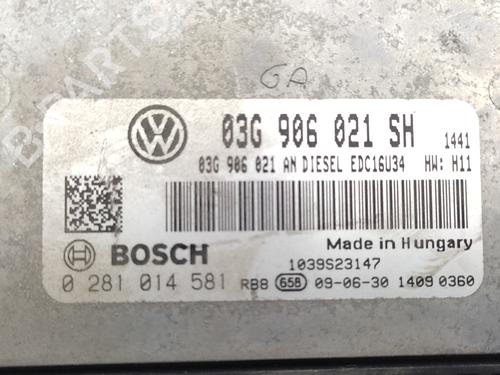 GA
03G 906 021 SH 1441
03G 906 021 AN DIESEL EDC16U34 HW: H11
BOSCH
Made in Hungary
1039S23147
0 281 014 581 RB8 658 09-06-30 1409 0360